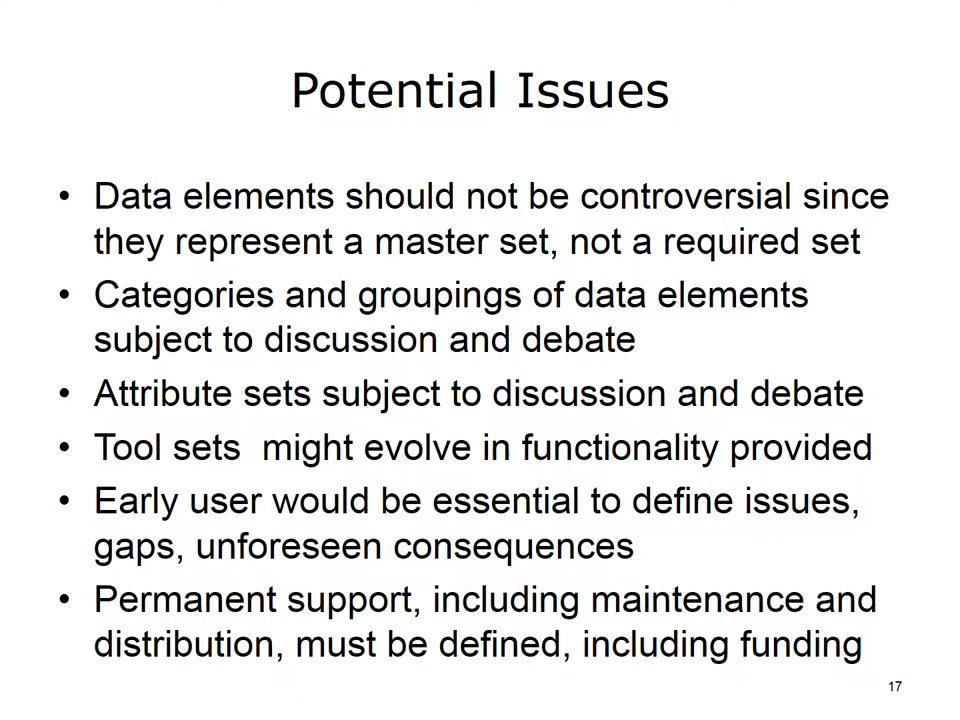 Potential Issues
• Data elements should not be controversial since
they represent a master set, not a required set
• Categories and groupings of data elements
subject to discussion and debate
• Attribute sets subject to discussion and debate
• Tool sets  might evolve in functionality provided
• Early user would be essential to define issues,
gaps, unforeseen consequences
• Permanent support, including maintenance and
distribution, must be defined, including funding
17